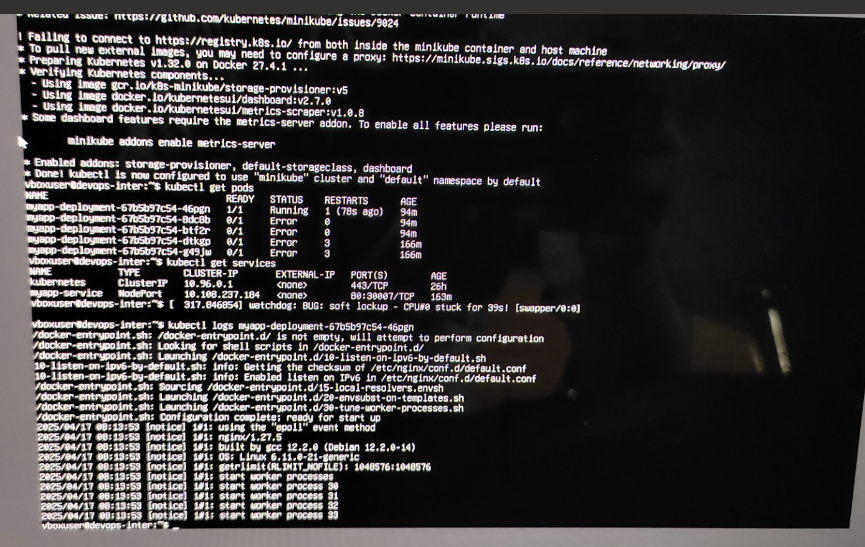 * Related issue: https://github.com/kubernetes/minikube/issues/9024
! Failing to connect to https://registry.k8s.io/ from both inside the minikube container and host machine
* To pull new external images, you may need to configure a proxy: https://minikube.sigs.k8s.io/docs/reference/networking/proxy/
* Preparing Kubernetes v1.32.0 on Docker 27.4.1 ...
* Verifying Kubernetes components...
- Using image gcr.io/k8s-minikube/storage-provisioner:v5
- Using image docker.io/kubernetesui/dashboard:v2.7.0
- Using image docker.io/kubernetesui/metrics-scraper:v1.0.8
* Some dashboard features require the metrics-server addon. To enable all features please run:
minikube addons enable metrics-server
* Enabled addons: storage-provisioner, default-storageclass, dashboard
* Done! kubectl is now configured to use "minikube" cluster and "default" namespace by default
vboxuser@devops-inter:~$ kubectl get pods
NAME READY STATUS RESTARTS AGE
myapp-deployment-67b5b97c54-46pgn 1/1 Running 1 (78s ago) 94m
myapp-deployment-67b5b97c54-8dc8b 0/1 Error 0 94m
myapp-deployment-67b5b97c54-btf2r 0/1 Error 0 94m
myapp-deployment-67b5b97c54-dtkgp 0/1 Error 3 166m
myapp-deployment-67b5b97c54-g49jw 0/1 Error 3 166m
vboxuser@devops-inter:~$ kubectl get services
NAME TYPE CLUSTER-IP EXTERNAL-IP PORT(S) AGE
kubernetes ClusterIP 10.96.0.1 <none> 443/TCP 26h
myapp-service NodePort 10.108.237.184 <none> 80:30007/TCP 163m
vboxuser@devops-inter:~$ [ 317.846854] watchdog: BUG: soft lockup - CPU#0 stuck for 39s! [swapper/0:0]
vboxuser@devops-inter:~$ kubectl logs myapp-deployment-67b5b97c54-46pgn
/docker-entrypoint.sh: /docker-entrypoint.d/ is not empty, will attempt to perform configuration
/docker-entrypoint.sh: Looking for shell scripts in /docker-entrypoint.d/
/docker-entrypoint.sh: Launching /docker-entrypoint.d/10-listen-on-ipv6-by-default.sh
10-listen-on-ipv6-by-default.sh: info: Getting the checksum of /etc/nginx/conf.d/default.conf
10-listen-on-ipv6-by-default.sh: info: Enabled listen on IPv6 in /etc/nginx/conf.d/default.conf
/docker-entrypoint.sh: Sourcing /docker-entrypoint.d/15-local-resolvers.envsh
/docker-entrypoint.sh: Launching /docker-entrypoint.d/20-envsubst-on-templates.sh
/docker-entrypoint.sh: Launching /docker-entrypoint.d/30-tune-worker-processes.sh
/docker-entrypoint.sh: Configuration complete; ready for start up
2025/04/17 08:13:53 [notice] 1#1: using the "epoll" event method
2025/04/17 08:13:53 [notice] 1#1: nginx/1.27.5
2025/04/17 08:13:53 [notice] 1#1: built by gcc 12.2.0 (Debian 12.2.0-14)
2025/04/17 08:13:53 [notice] 1#1: OS: Linux 6.11.0-21-generic
2025/04/17 08:13:53 [notice] 1#1: getrlimit(RLIMIT_NOFILE): 1048576:1048576
2025/04/17 08:13:53 [notice] 1#1: start worker processes
2025/04/17 08:13:53 [notice] 1#1: start worker process 30
2025/04/17 08:13:53 [notice] 1#1: start worker process 31
2025/04/17 08:13:53 [notice] 1#1: start worker process 32
2025/04/17 08:13:53 [notice] 1#1: start worker process 33
vboxuser@devops-inter:~$ _